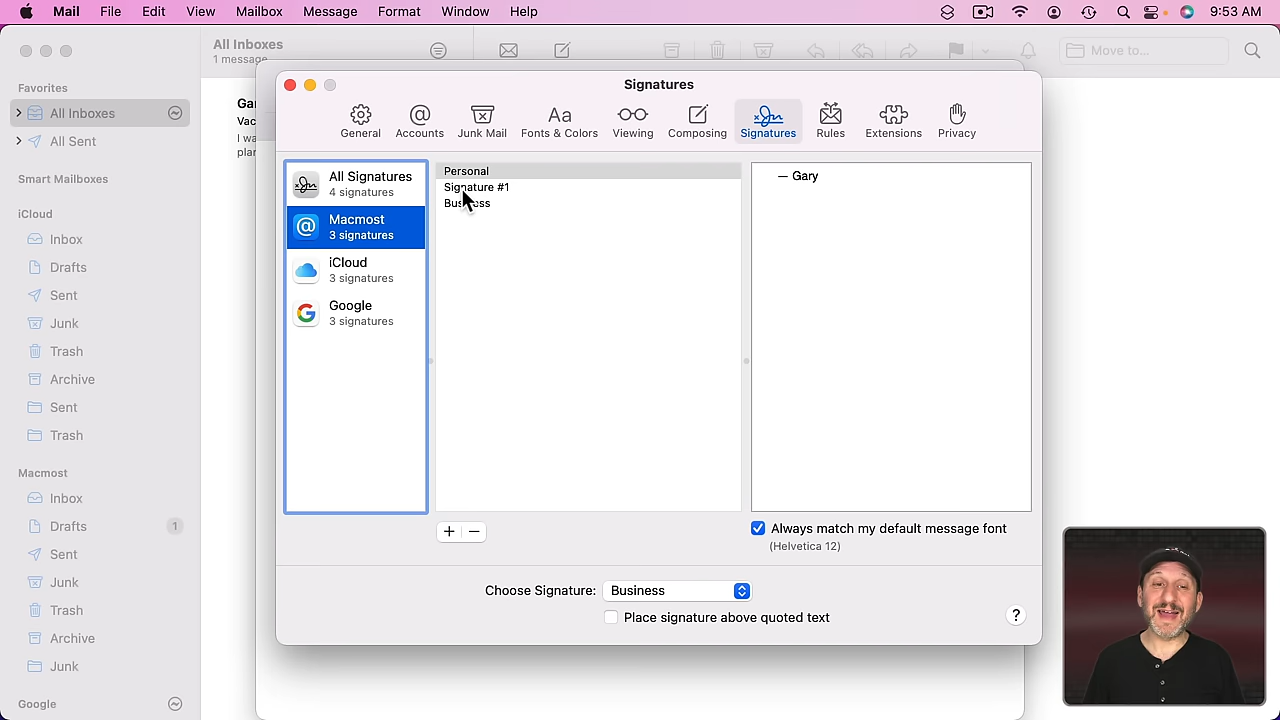 Mail File Edit View Mailbox Message Format Window Help 9:53 AM
All Inboxes
1 message
Move to...
Favorites
All Inboxes
All Sent
Smart Mailboxes
iCloud
Inbox
Drafts
Sent
Junk
Trash
Archive
Sent
Trash
Macmost
Inbox
Drafts 1
Sent
Junk
Trash
Archive
Junk
Google
Signatures
General Accounts Junk Mail Fonts & Colors Viewing Composing Signatures Rules Extensions Privacy
All Signatures
4 signatures
Macmost
3 signatures
iCloud
3 signatures
Google
3 signatures
Personal
Signature #1
Business
— Gary
+ −
Always match my default message font
(Helvetica 12)
Choose Signature: Business
Place signature above quoted text
?